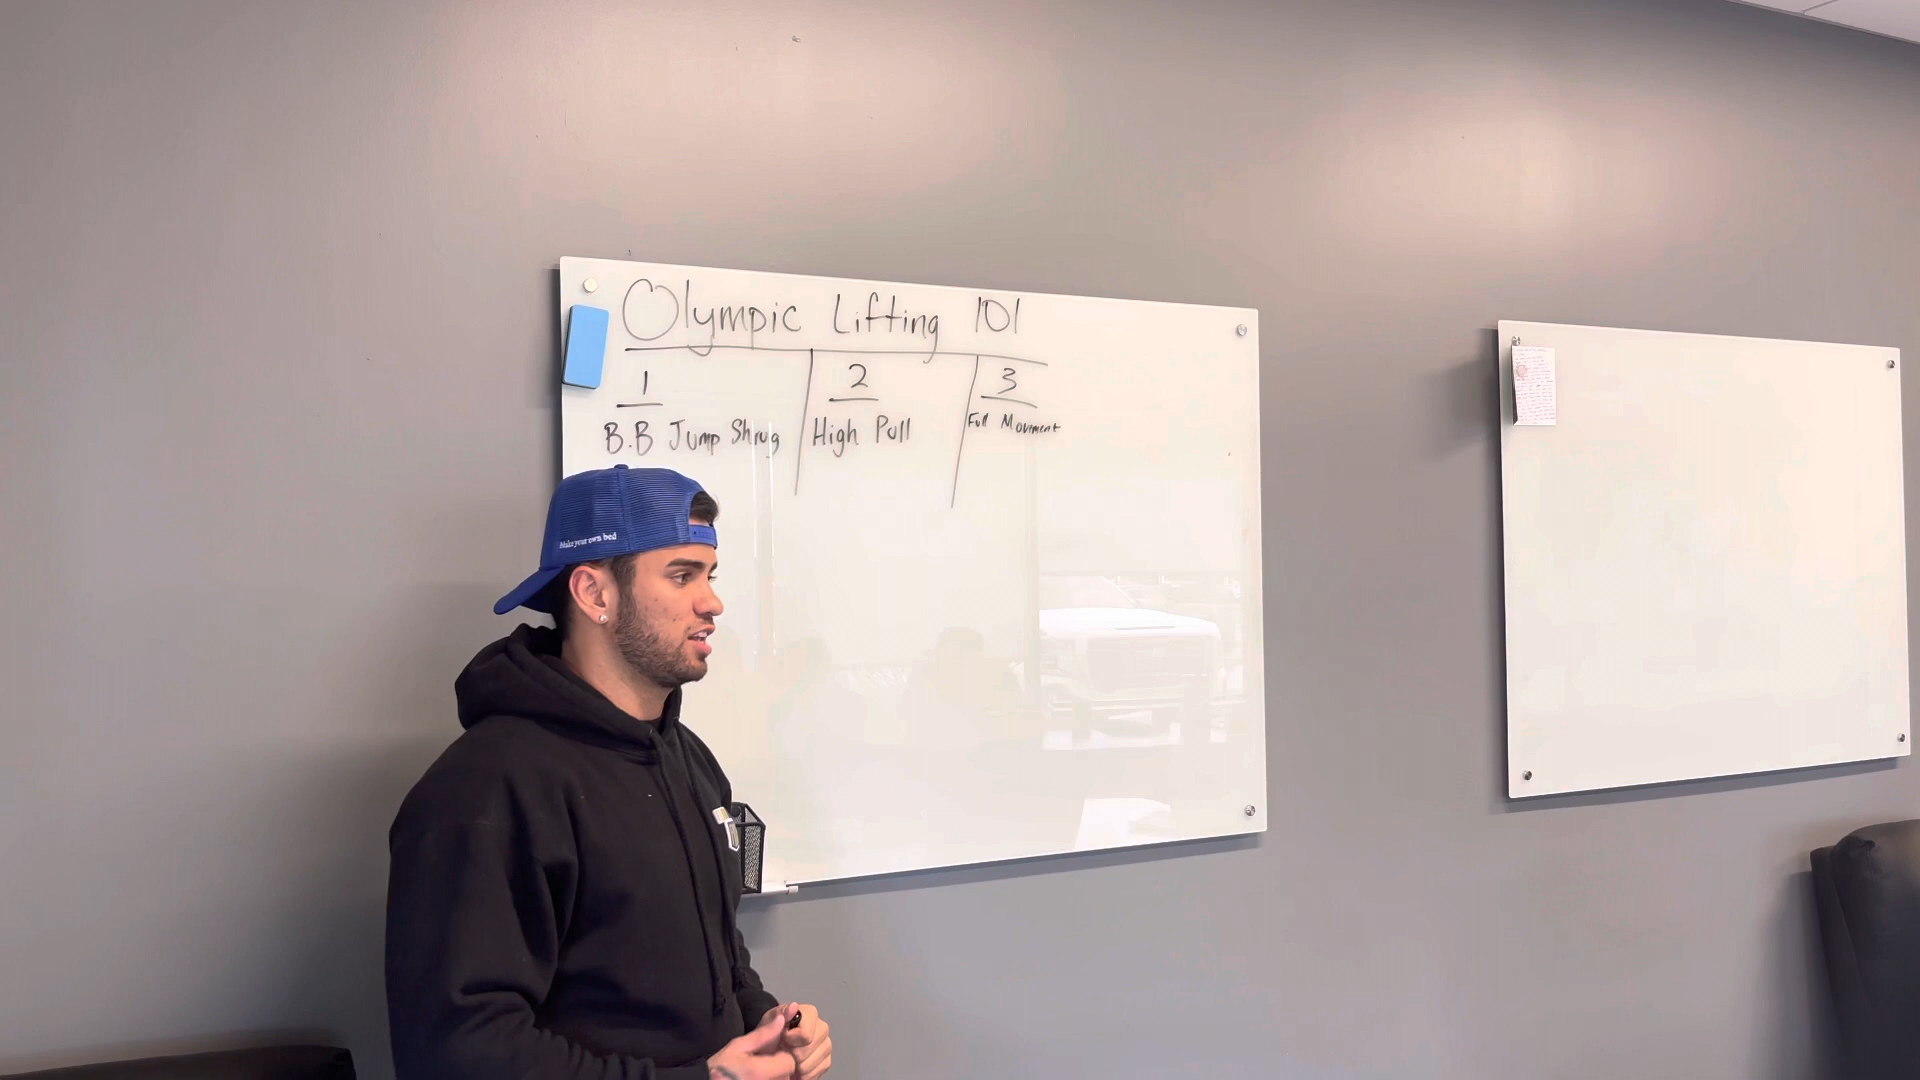 Olympic Lifting 101
1
2
3
B.B Jump Shrug
High Pull
Full Movement
Make your own bed